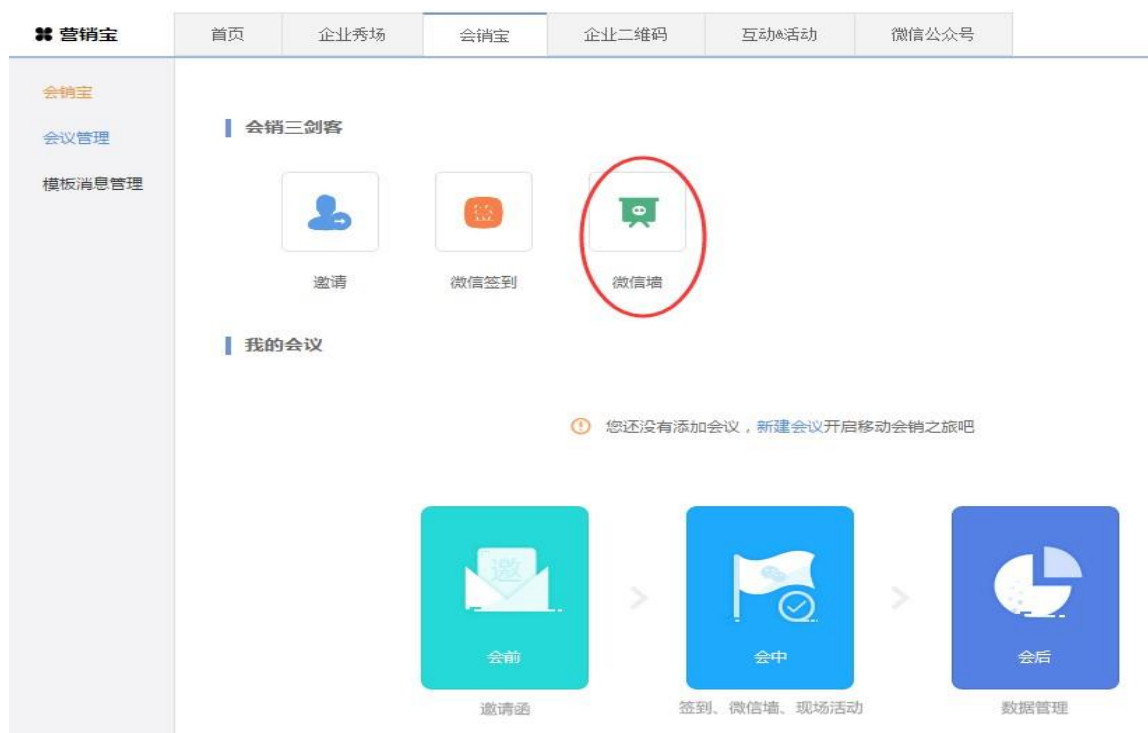 营销宝 首页 企业秀场 会销宝 企业二维码 互动&活动 微信公众号
会销宝
会议管理
模板消息管理
会销三剑客
邀请 微信签到 微信墙
我的会议
您还没有添加会议，新建会议开启移动会销之旅吧
邀
会前 会中 会后
邀请函 签到、微信墙、现场活动 数据管理